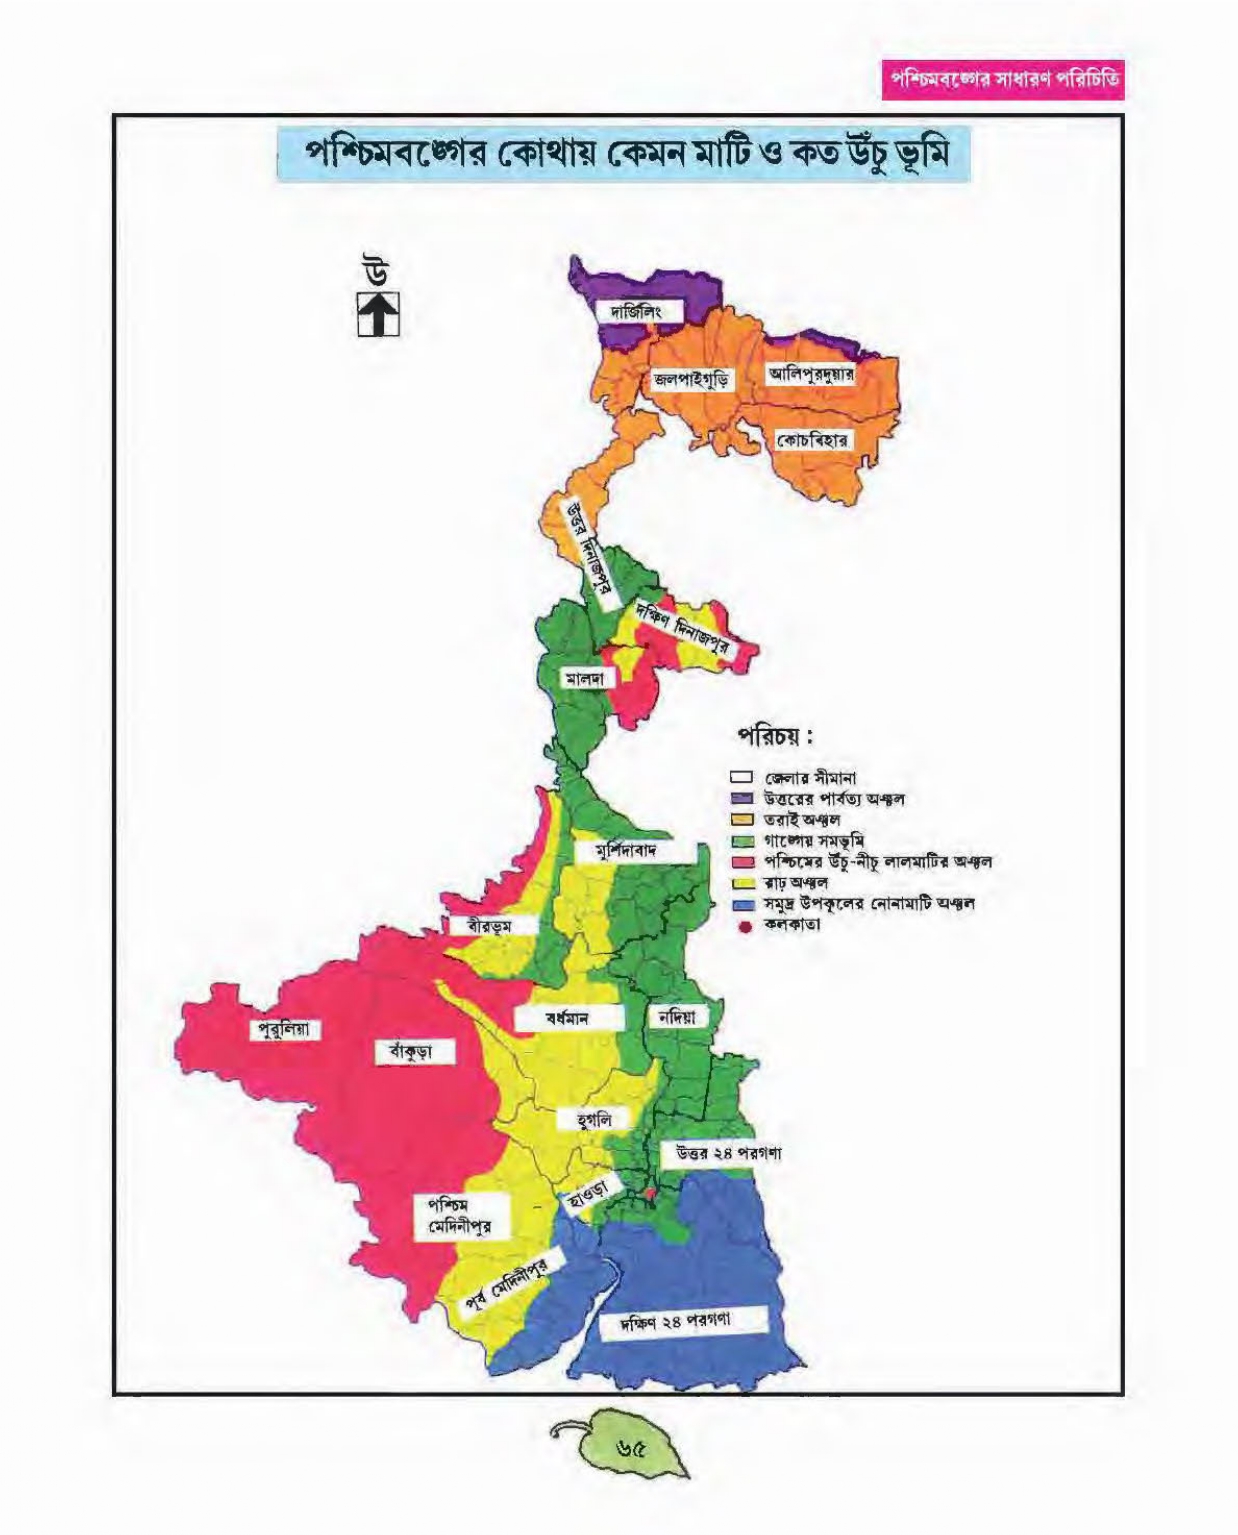 পশ্চিমবঙ্গের সাধারণ পরিচিতি
পশ্চিমবঙ্গের কোথায় কেমন মাটি ও কত উঁচু ভূমি
উ
দার্জিলিং
জলপাইগুড়ি
আলিপুরদুয়ার
কোচবিহার
উত্তর দিনাজপুর
দক্ষিণ দিনাজপুর
মালদা
পরিচয় :
জেলার সীমানা
উত্তরের পার্বত্য অঞ্চল
তরাই অঞ্চল
গাঙ্গেয় সমভূমি
পশ্চিমের উঁচু-নীচু লালমাটির অঞ্চল
রাঢ় অঞ্চল
সমুদ্র উপকূলের নোনামাটি অঞ্চল
কলকাতা
মুর্শিদাবাদ
বীরভূম
বর্ধমান
নদিয়া
পুরুলিয়া
বাঁকুড়া
হুগলি
উত্তর ২৪ পরগণা
হাওড়া
পশ্চিম
মেদিনীপুর
পূর্ব মেদিনীপুর
দক্ষিণ ২৪ পরগণা
৬৫